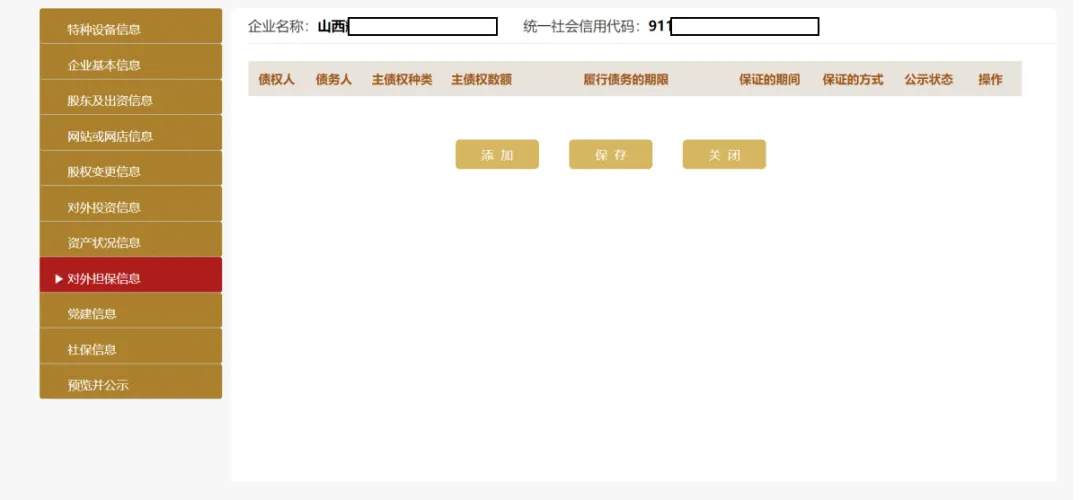 特种设备信息
企业基本信息
股东及出资信息
网站或网店信息
股权变更信息
对外投资信息
资产状况信息
对外担保信息
党建信息
社保信息
预览并公示
企业名称：山西 统一社会信用代码：911
债权人 债务人 主债权种类 主债权数额 履行债务的期限 保证的期间 保证的方式 公示状态 操作
添加 保存 关闭